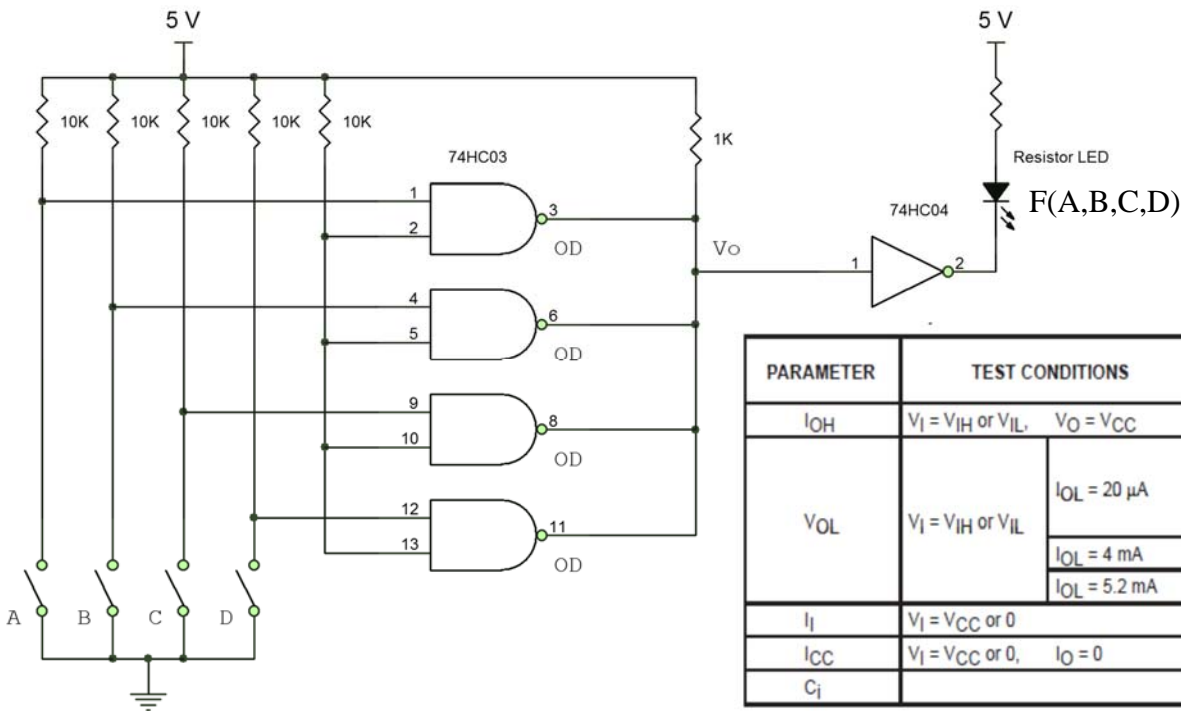 5 V
5 V
10K 10K 10K 10K 10K
1K
74HC03
Resistor LED
F(A,B,C,D)
74HC04
1
2
3
OD
Vo
1
2
4
5
6
OD
9
10
8
OD
12
13
11
OD
A B C D
PARAMETER TEST CONDITIONS
IOH VI = VIH or VIL, VO = VCC
VOL VI = VIH or VIL IOL = 20 μA
IOL = 4 mA
IOL = 5.2 mA
II VI = VCC or 0
ICC VI = VCC or 0, IO = 0
Ci